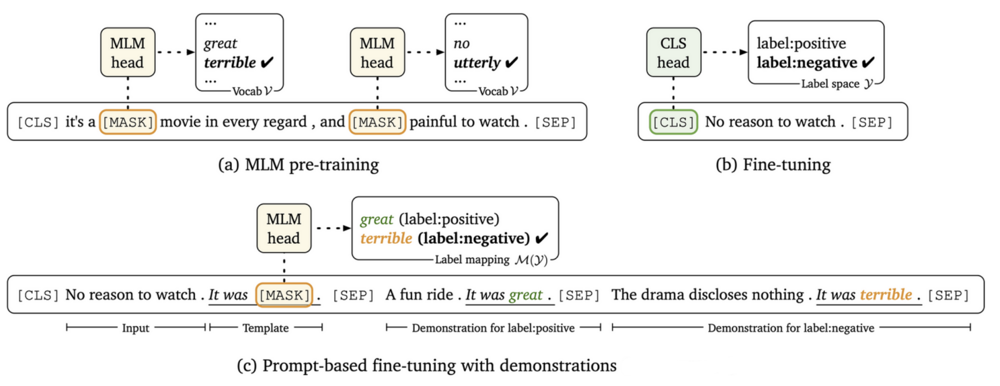 MLM
head
...
great
terrible ✔
...
Vocab 𝒱
MLM
head
...
no
utterly ✔
...
Vocab 𝒱
[CLS] it's a [MASK] movie in every regard , and [MASK] painful to watch . [SEP]
(a) MLM pre-training
CLS
head
label:positive
label:negative ✔
Label space 𝒴
[CLS] No reason to watch . [SEP]
(b) Fine-tuning
MLM
head
great (label:positive)
terrible (label:negative) ✔
Label mapping ℳ(𝒴)
[CLS] No reason to watch . It was [MASK] . [SEP] A fun ride . It was great . [SEP] The drama discloses nothing . It was terrible . [SEP]
Input Template Demonstration for label:positive Demonstration for label:negative
(c) Prompt-based fine-tuning with demonstrations